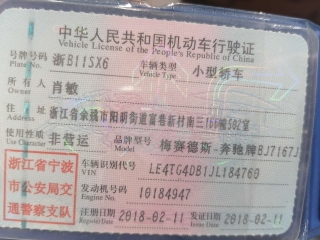 中华人民共和国机动车行驶证
Vehicle License of the People's Republic of China
号牌号码 浙B11SX6 车辆类型 小型轿车
Plate No. Vehicle Type
所有人 肖敏
Owner
住址 浙江省余姚市阳明街道富巷新村南三166幢502室
Address
使用性质 非营运 品牌型号 梅赛德斯-奔驰牌BJ7167J
Use Character Model
浙江省宁波市公安局交通警察支队
车辆识别代号 LE4TG4DB1JL184760
VIN
发动机号码 10184947
Engine No.
注册日期 2018-02-11 发证日期 2018-02-11
Register Date Issue Date